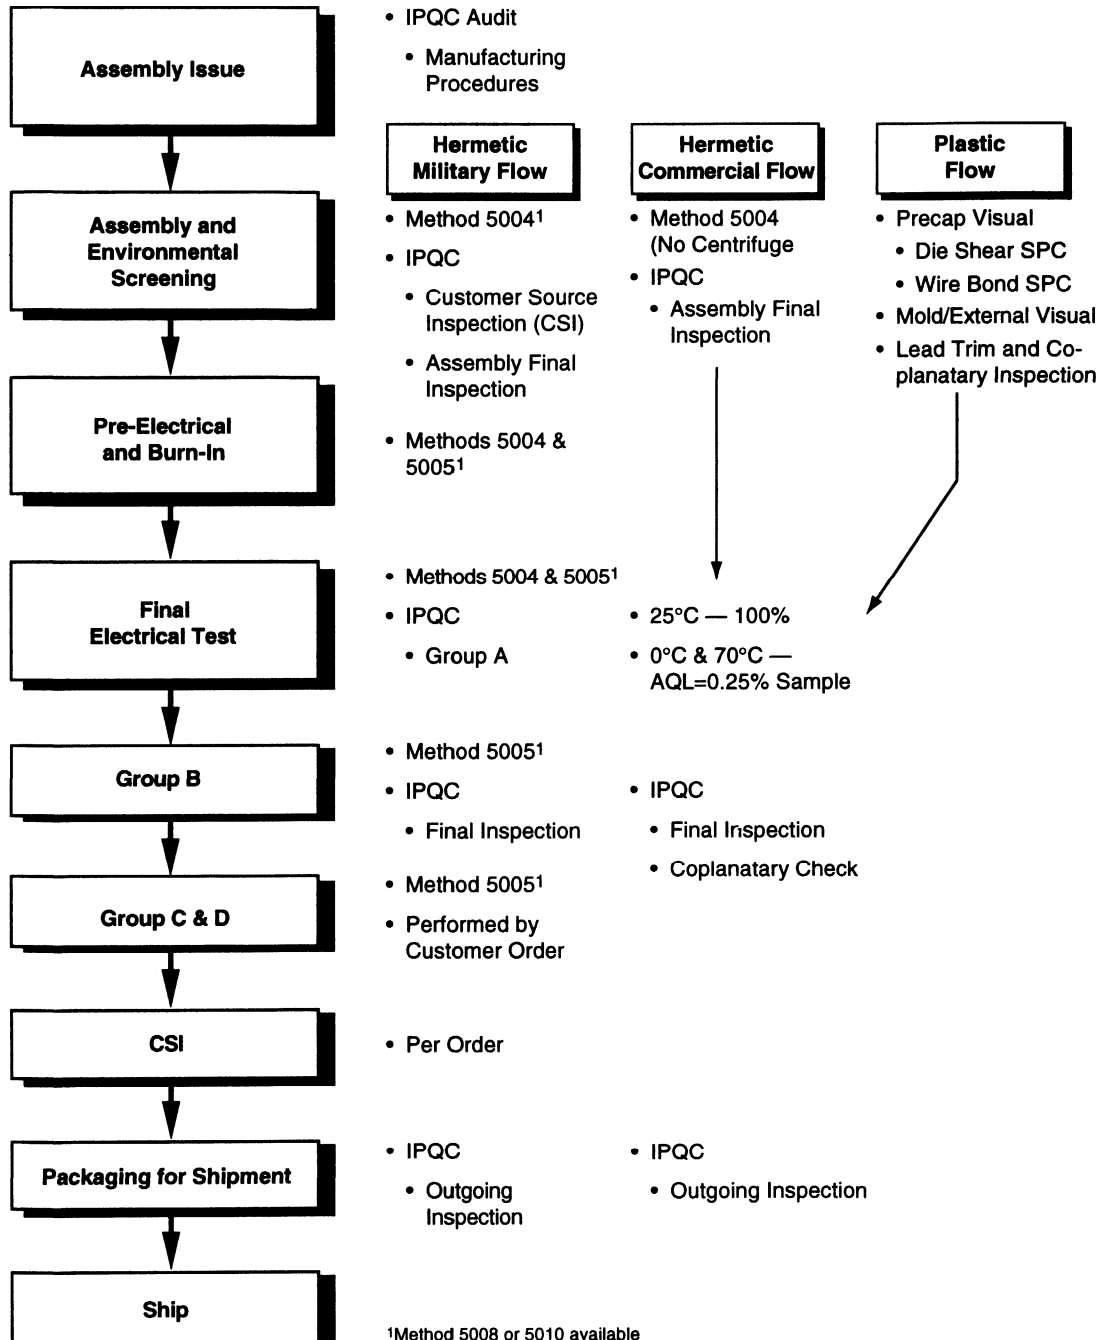 Assembly Issue
• IPQC Audit
• Manufacturing
Procedures
Hermetic
Military Flow
Hermetic
Commercial Flow
Plastic
Flow
Assembly and
Environmental
Screening
• Method 5004¹
• IPQC
• Customer Source
Inspection (CSI)
• Assembly Final
Inspection
• Method 5004
(No Centrifuge
• IPQC
• Assembly Final
Inspection
• Precap Visual
• Die Shear SPC
• Wire Bond SPC
• Mold/External Visual
• Lead Trim and Co-
planatary Inspection
Pre-Electrical
and Burn-In
• Methods 5004 &
5005¹
Final
Electrical Test
• Methods 5004 & 5005¹
• IPQC
• Group A
• 25°C — 100%
• 0°C & 70°C —
AQL=0.25% Sample
Group B
• Method 5005¹
• IPQC
• Final Inspection
• IPQC
• Final Inspection
• Coplanatary Check
Group C & D
• Method 5005¹
• Performed by
Customer Order
CSI
• Per Order
Packaging for Shipment
• IPQC
• Outgoing
Inspection
• IPQC
• Outgoing Inspection
Ship
¹Method 5008 or 5010 available